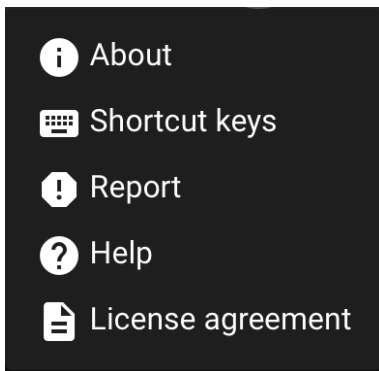 About
Shortcut keys
Report
Help
License agreement